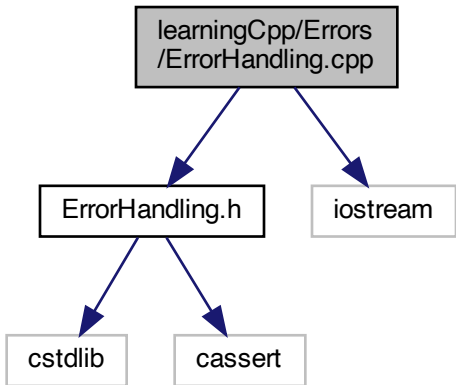 learningCpp/Errors
/ErrorHandling.cpp
ErrorHandling.h
iostream
cstdlib
cassert